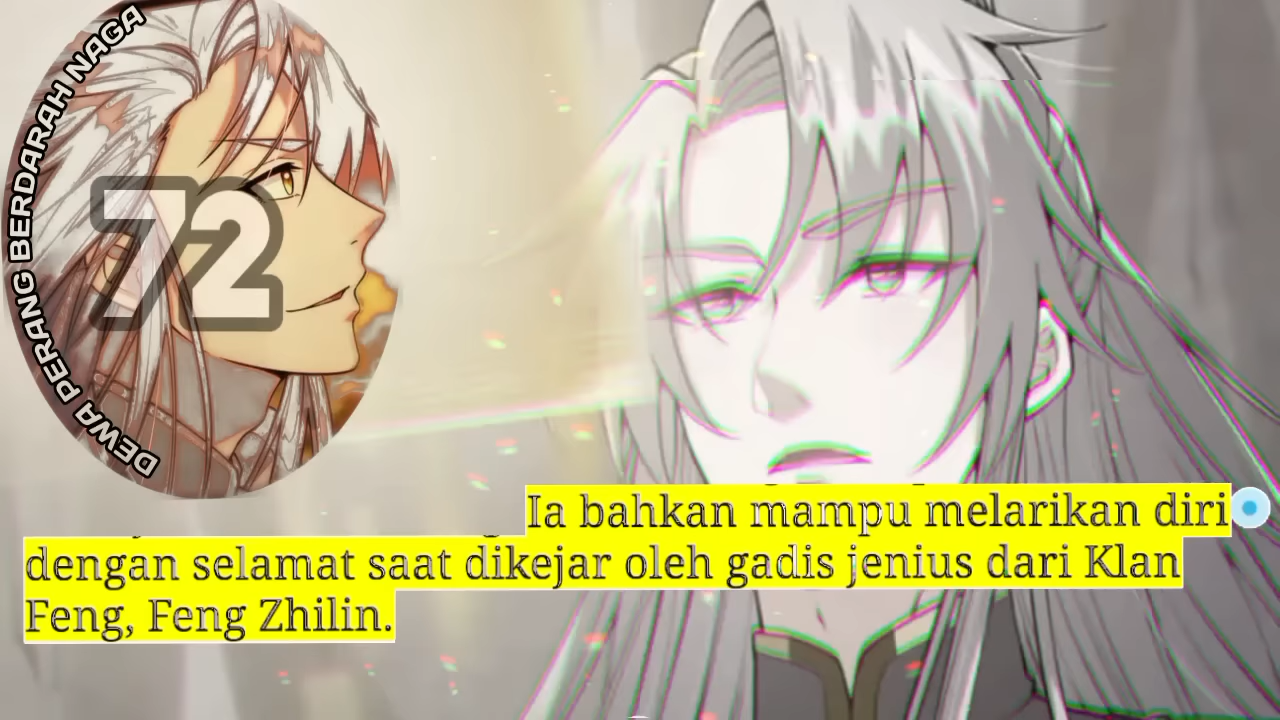 DEWA PERANG BERDARAH NAGA
72
Ia bahkan mampu melarikan diri
dengan selamat saat dikejar oleh gadis jenius dari Klan
Feng, Feng Zhilin.